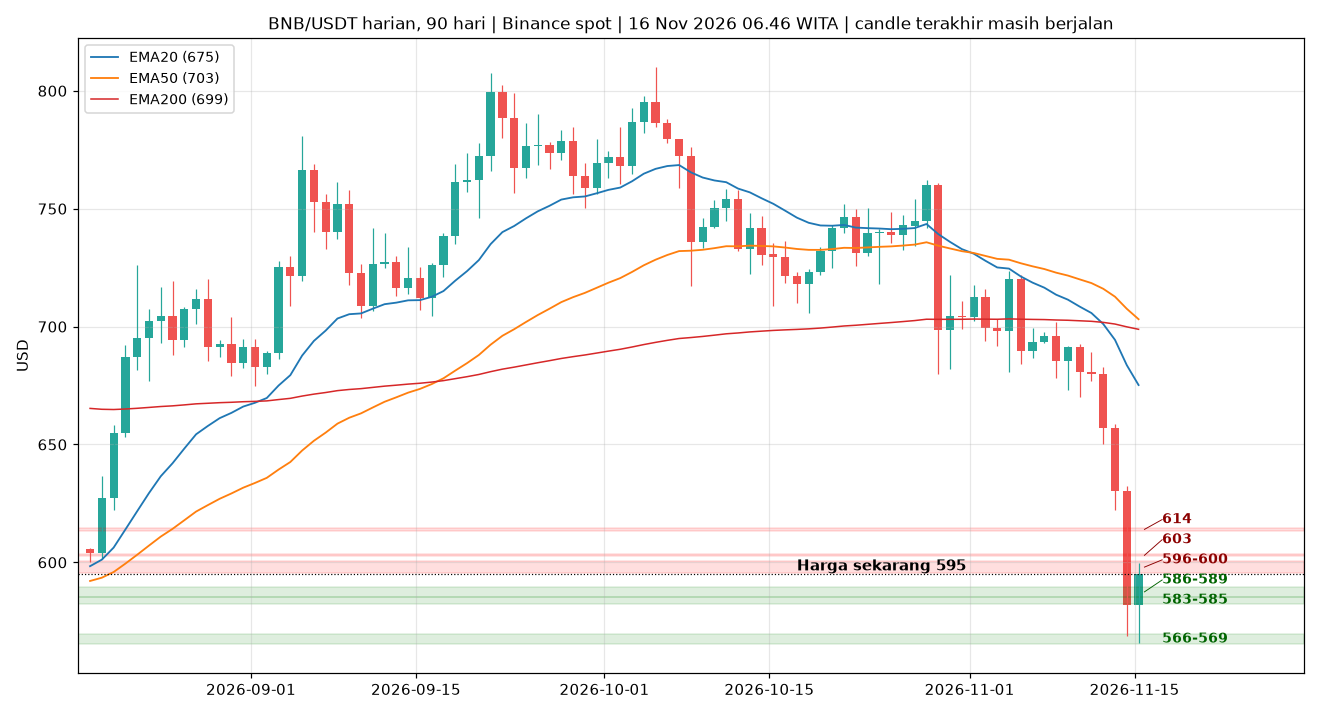 BNB/USDT harian, 90 hari | Binance spot | 16 Nov 2026 06.46 WITA | candle terakhir masih berjalan
EMA20 (675)
EMA50 (703)
EMA200 (699)
800
750
700
650
600
USD
614
603
596-600
Harga sekarang 595
586-589
583-585
566-569
2026-09-01
2026-09-15
2026-10-01
2026-10-15
2026-11-01
2026-11-15